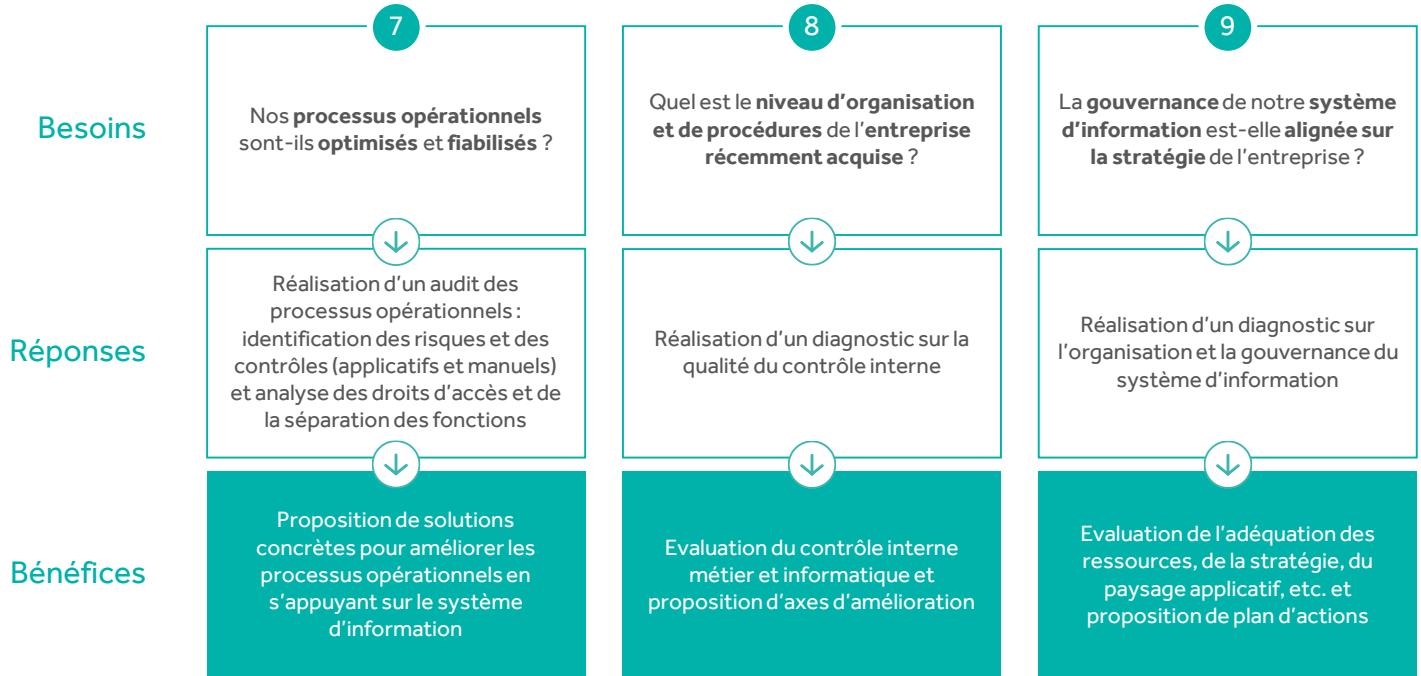 7
8
9
Besoins
Nos processus opérationnels
sont-ils optimisés et fiabilisés ?
Quel est le niveau d'organisation
et de procédures de l'entreprise
récemment acquise ?
La gouvernance de notre système
d'information est-elle alignée sur
la stratégie de l'entreprise ?
Réponses
Réalisation d'un audit des
processus opérationnels :
identification des risques et des
contrôles (applicatifs et manuels)
et analyse des droits d'accès et de
la séparation des fonctions
Réalisation d'un diagnostic sur la
qualité du contrôle interne
Réalisation d'un diagnostic sur
l'organisation et la gouvernance du
système d'information
Bénéfices
Proposition de solutions
concrètes pour améliorer les
processus opérationnels en
s'appuyant sur le système
d'information
Evaluation du contrôle interne
métier et informatique et
proposition d'axes d'amélioration
Evaluation de l'adéquation des
ressources, de la stratégie, du
paysage applicatif, etc. et
proposition de plan d'actions